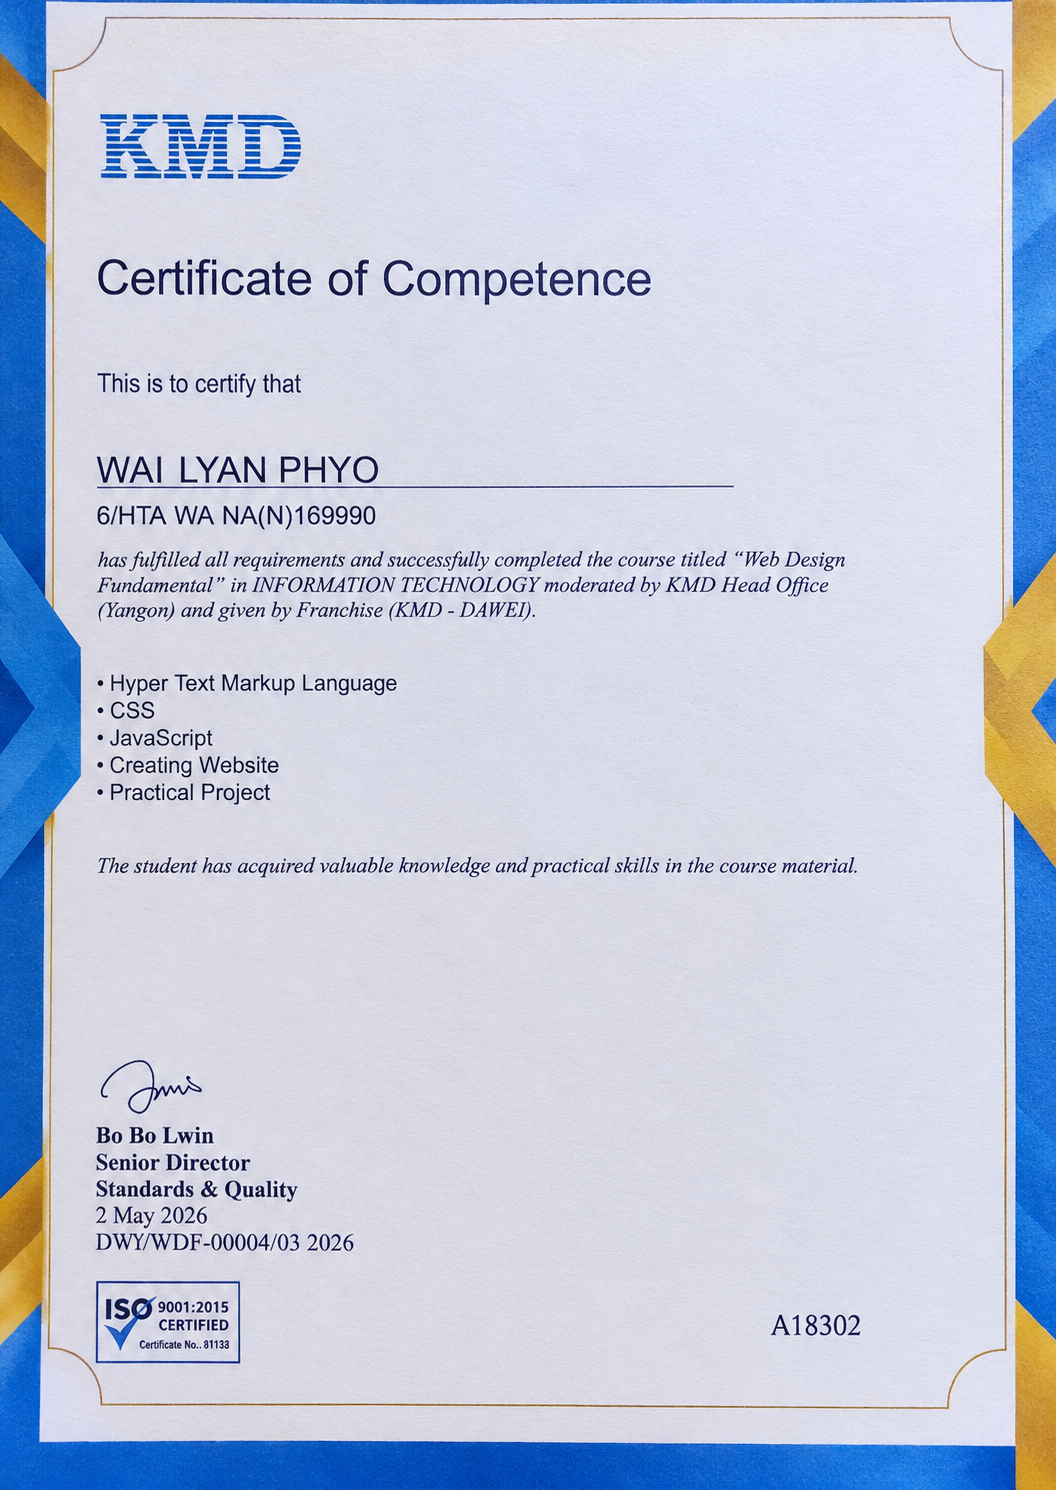 KMD
Certificate of Competence
This is to certify that
WAI LYAN PHYO
6/HTA WA NA(N)169990
has fulfilled all requirements and successfully completed the course titled “Web Design
Fundamental” in INFORMATION TECHNOLOGY moderated by KMD Head Office
(Yangon) and given by Franchise (KMD - DAWEI).
• Hyper Text Markup Language
• CSS
• JavaScript
• Creating Website
• Practical Project
The student has acquired valuable knowledge and practical skills in the course material.
Bo Bo Lwin
Senior Director
Standards & Quality
2 May 2026
DWY/WDF-00004/03 2026
ISO 9001:2015
CERTIFIED
Certificate No.. 81133
A18302